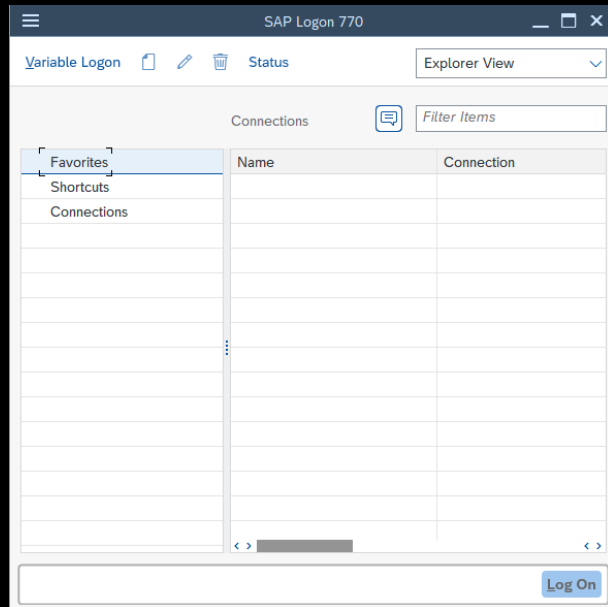 SAP Logon 770
Variable Logon Status Explorer View
Connections Filter Items
Favorites Name Connection
Shortcuts
Connections
Log On